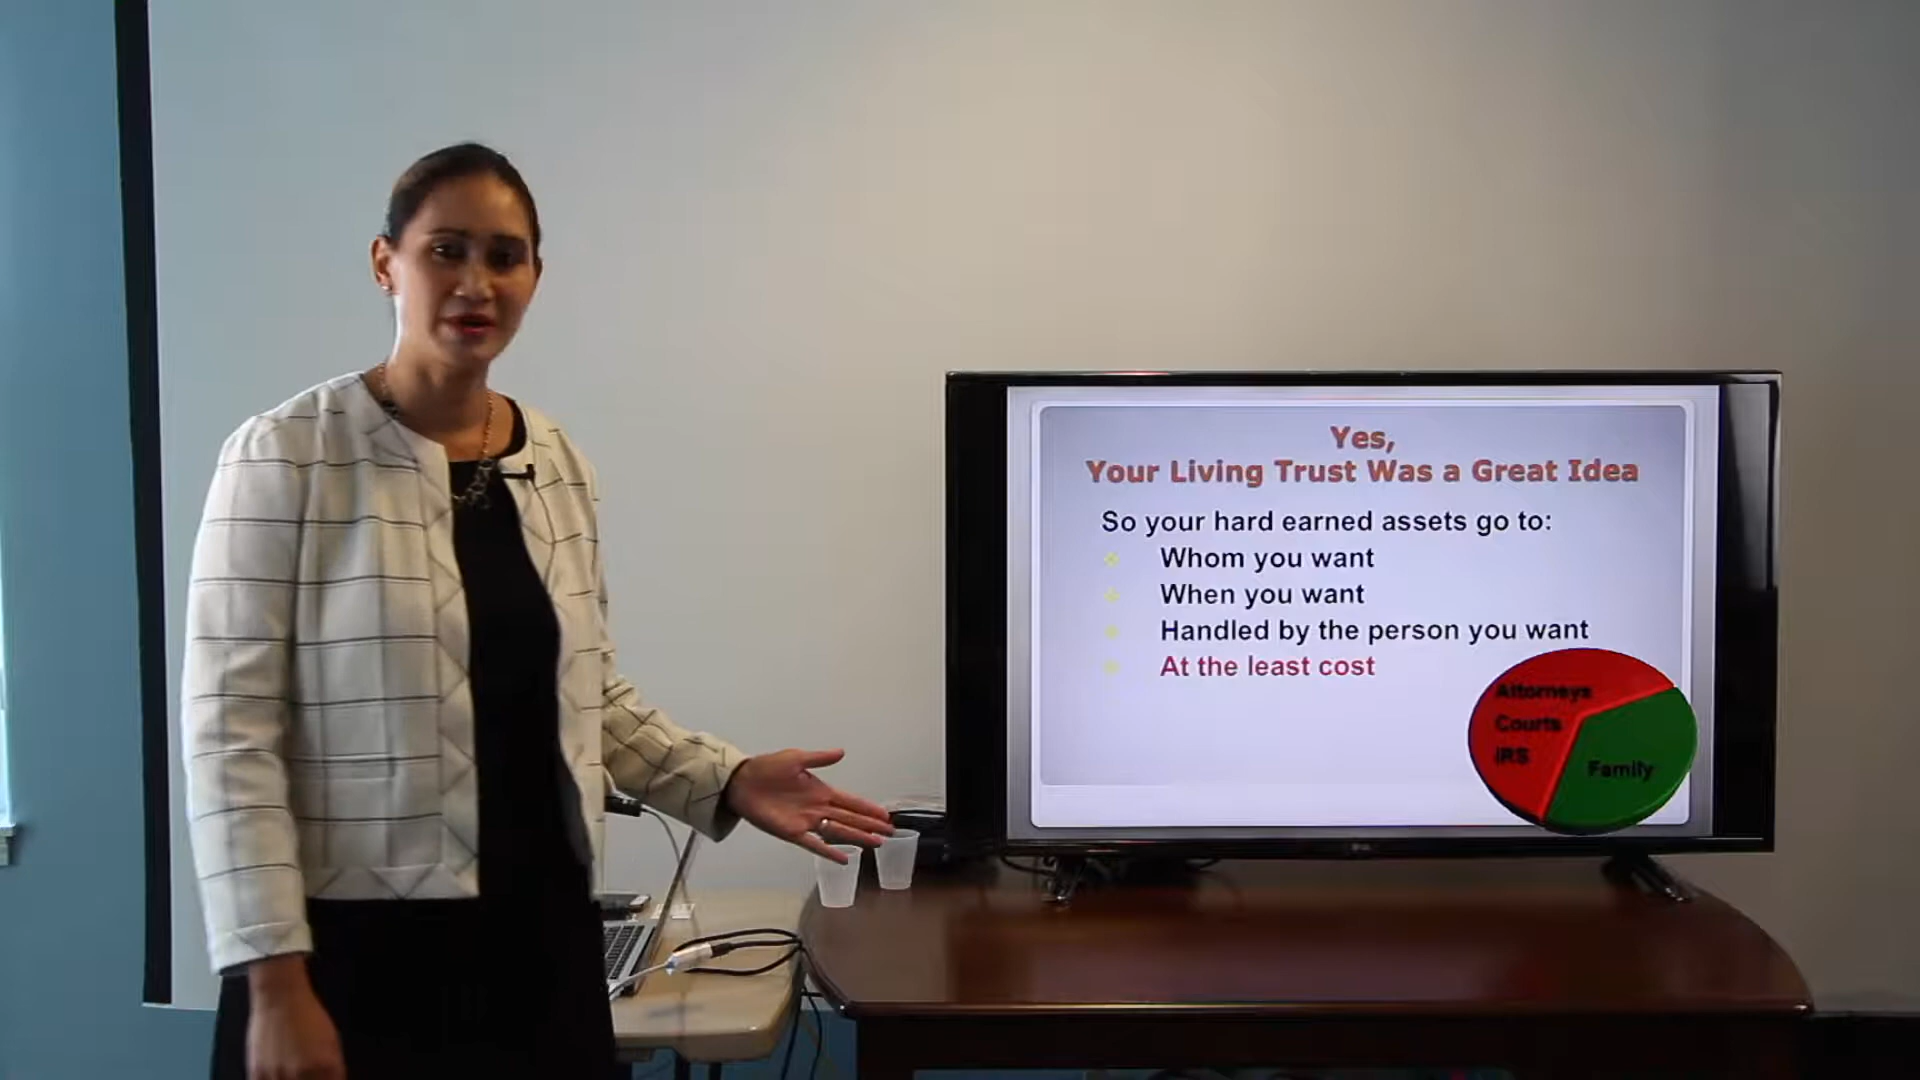 Yes,
Your Living Trust Was a Great Idea
So your hard earned assets go to:
Whom you want
When you want
Handled by the person you want
At the least cost
Attorneys
Courts
IRS
Family